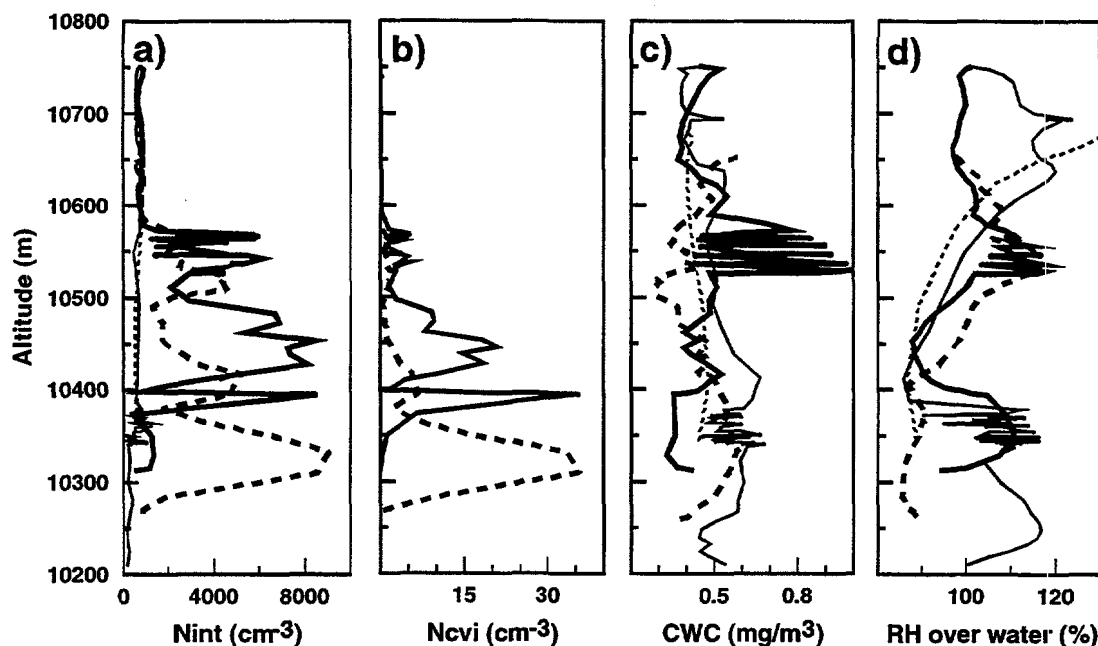 10800
10700
10600
10500
10400
10300
10200
Altitude (m)
a)
b)
c)
d)
0 4000 8000
15 35
0.5 0.8
100 120
Nint (cm-3)
Ncvi (cm-3)
CWC (mg/m3)
RH over water (%)